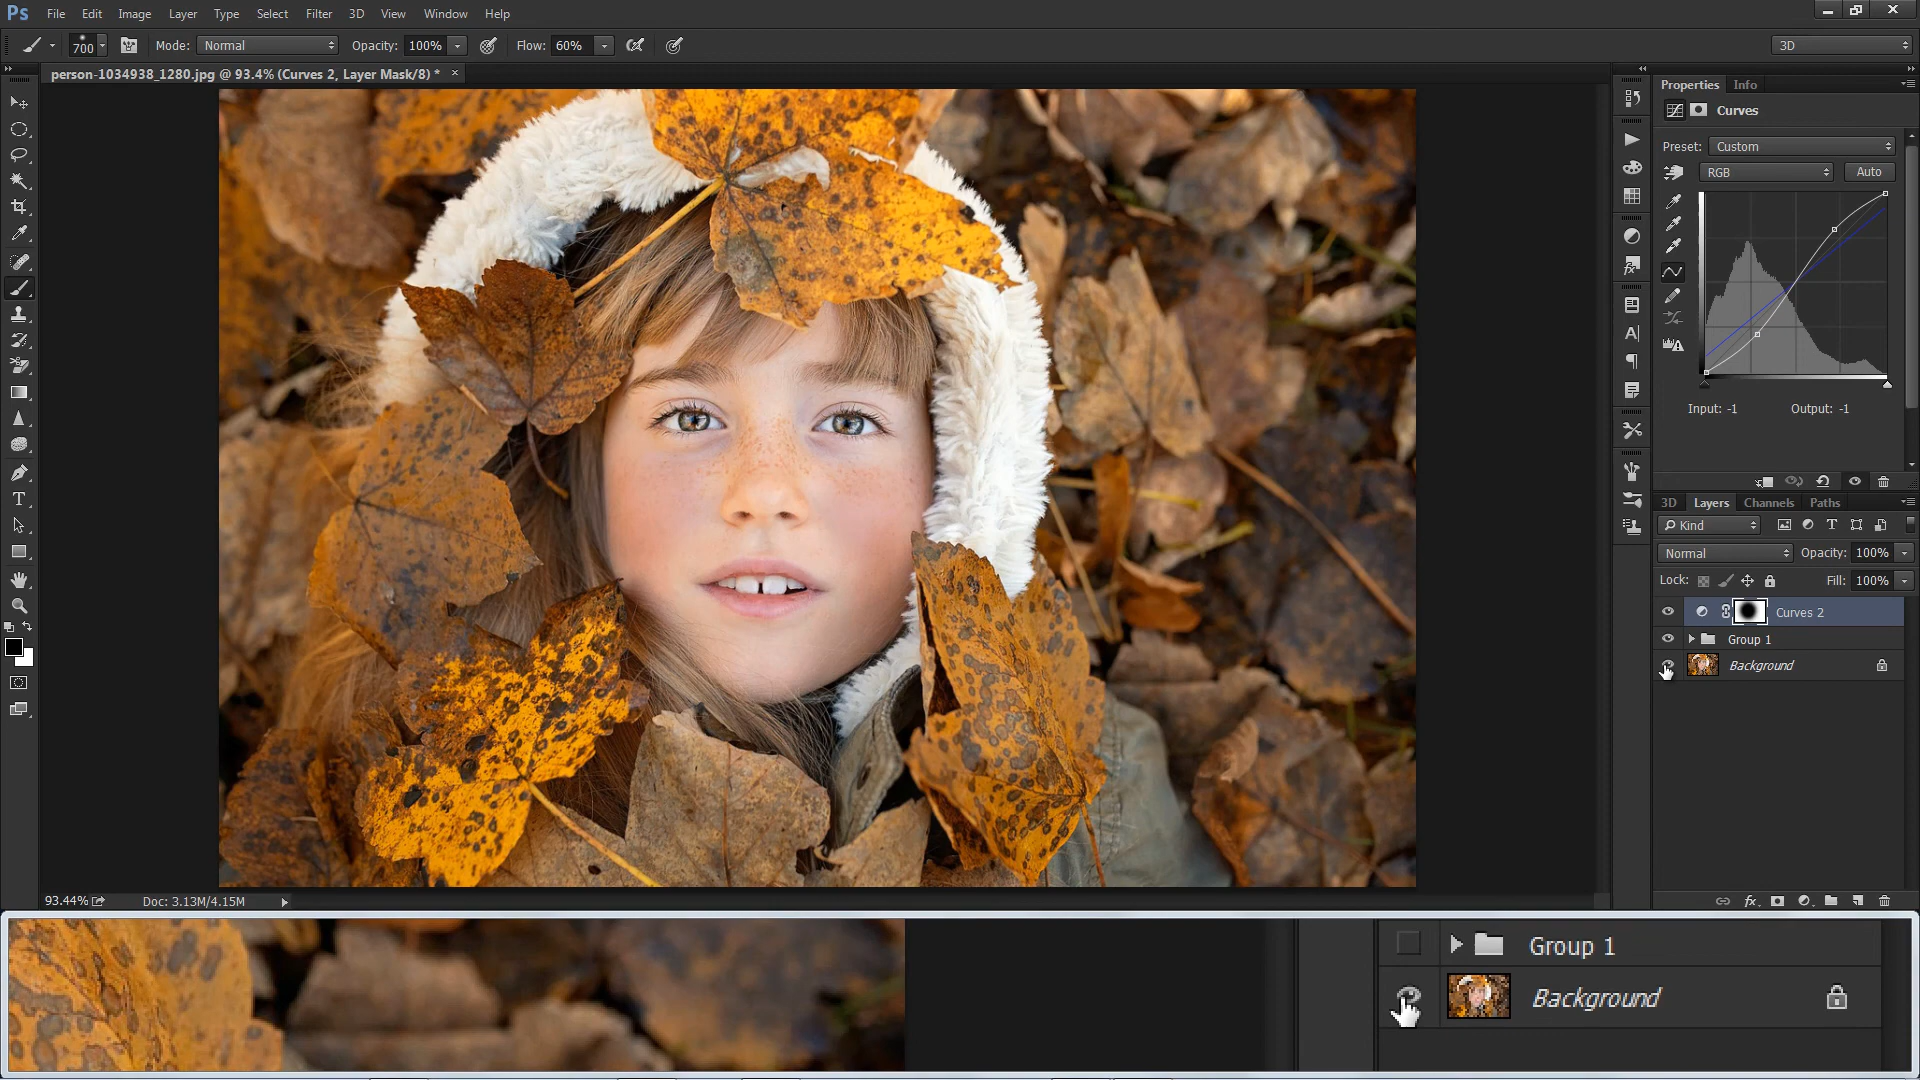 Ps File Edit Image Layer Type Select Filter 3D View Window Help
700 Mode: Normal Opacity: 100% Flow: 60% 3D
person-1034938_1280.jpg @ 93.4% (Curves 2, Layer Mask/8) * ×
Properties Info
Curves
Preset: Custom
RGB Auto
Input: -1 Output: -1
3D Layers Channels Paths
Kind
Normal Opacity: 100%
Lock: Fill: 100%
Curves 2
Group 1
Background
93.44% Doc: 3.13M/4.15M
Group 1
Background